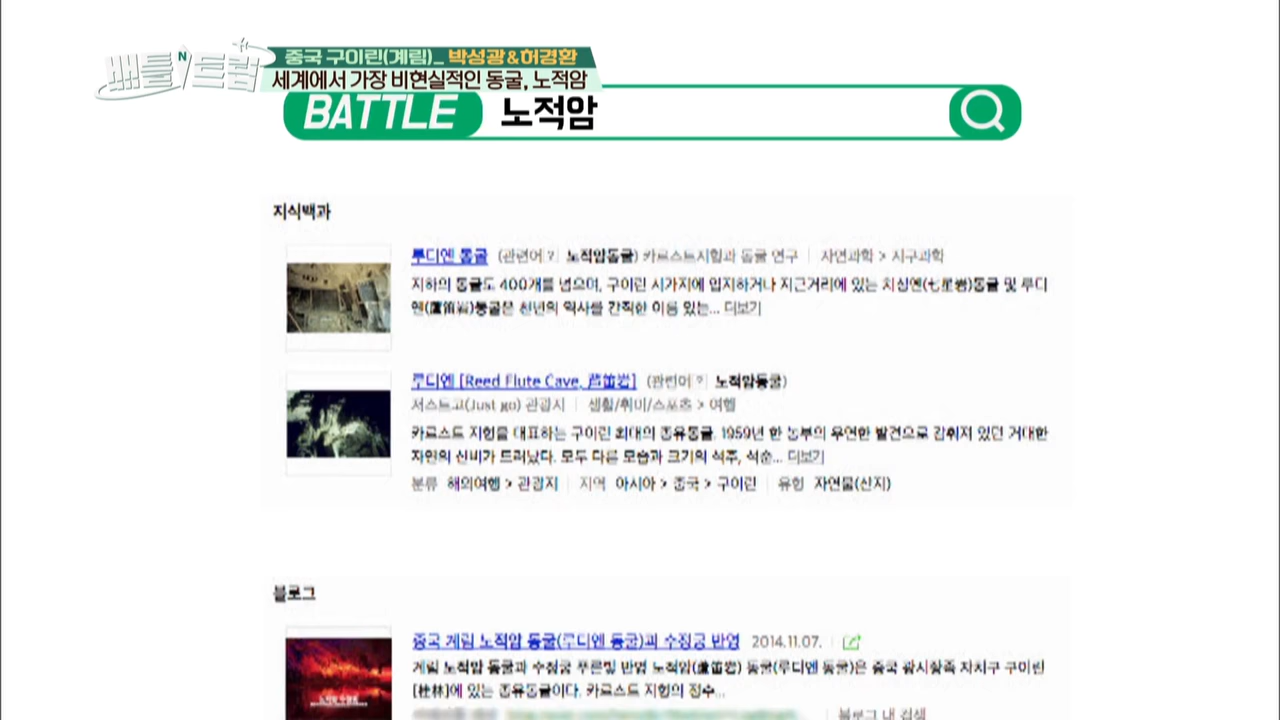 배틀N트립
중국 구이린(계림)_ 박성광&허경환
세계에서 가장 비현실적인 동굴, 노적암
BATTLE 노적암
지식백과
루디옌 동굴 (관련어 ? 노적암동굴) 카르스트지형과 동굴 연구 | 자연과학 > 지구과학
지하의 동굴도 400개를 넘으며, 구이린 시가지에 입지하거나 지근거리에 있는 치싱옌(七星岩)동굴 및 루디
옌(蘆笛岩)동굴은 천년의 역사를 간직한 이름 있는... 더보기
루디옌 [Reed Flute Cave, 芦笛岩] (관련어 ? 노적암동굴)
저스트고(Just go) 관광지 | 생활/취미/스포츠 > 여행
카르스트 지형을 대표하는 구이린 최대의 종유동굴. 1959년 한 농부의 우연한 발견으로 감춰져 있던 거대한
자연의 신비가 드러났다. 모두 다른 모습과 크기의 석주, 석순... 더보기
분류 해외여행 > 관광지 | 지역 아시아 > 중국 > 구이린 | 유형 자연물(산지)
블로그
중국 계림 노적암 동굴(루디옌 동굴)과 수정궁 반영 2014.11.07.
계림 노적암 동굴과 수정궁 푸른빛 반영 노적암(蘆笛岩) 동굴(루디옌 동굴)은 중국 광시장족 자치구 구이린
[桂林]에 있는 종유동굴이다. 카르스트 지형의 정수...
블로그 내 검색